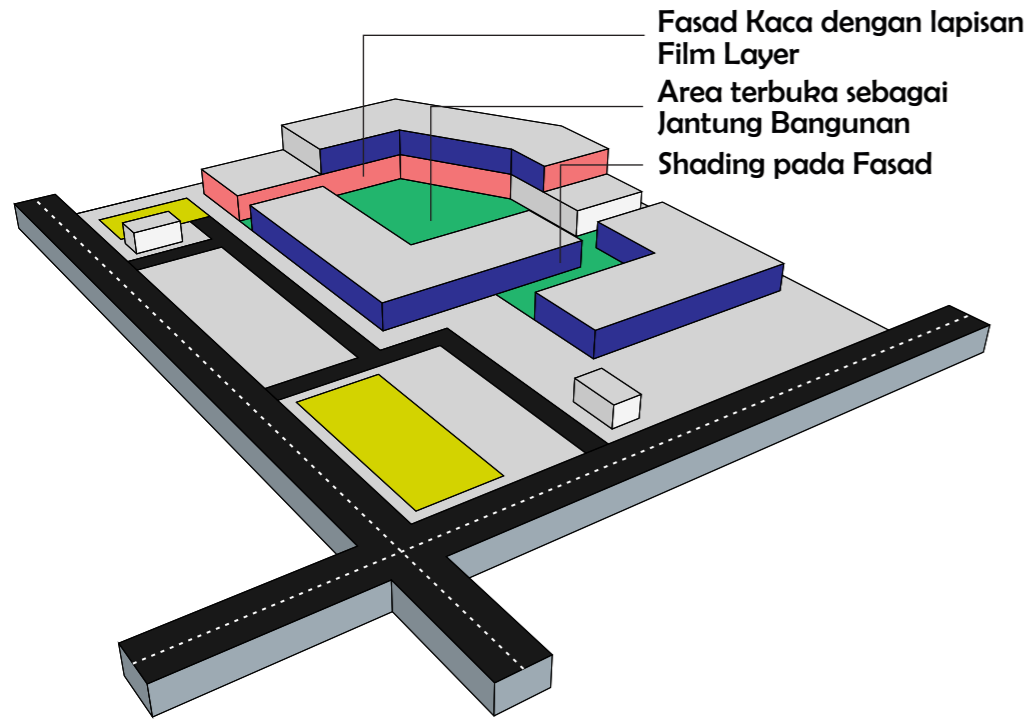 Fasad Kaca dengan lapisan
Film Layer
Area terbuka sebagai
Jantung Bangunan
Shading pada Fasad